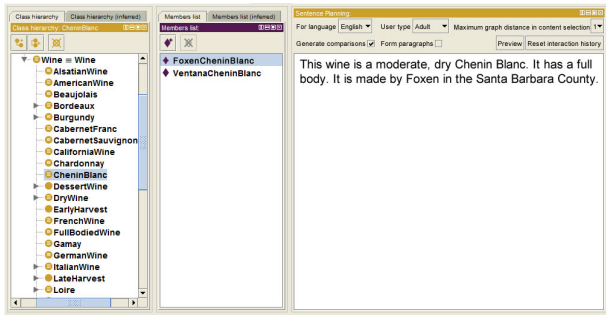 Class hierarchy Class hierarchy (inferred)
Class hierarchy: CheninBlanc
Wine ≡ Wine
AlsatianWine
AmericanWine
Beaujolais
Bordeaux
Burgundy
CabernetFranc
CabernetSauvignon
CaliforniaWine
Chardonnay
CheninBlanc
DessertWine
DryWine
EarlyHarvest
FrenchWine
FullBodiedWine
Gamay
GermanWine
ItalianWine
LateHarvest
Loire
Members list Members list (inferred)
Members list:
FoxenCheninBlanc
VentanaCheninBlanc
Sentence Planning:
For language English User type Adult Maximum graph distance in content selection 1
Generate comparisons Form paragraphs Preview Reset interaction history
This wine is a moderate, dry Chenin Blanc. It has a full
body. It is made by Foxen in the Santa Barbara County.